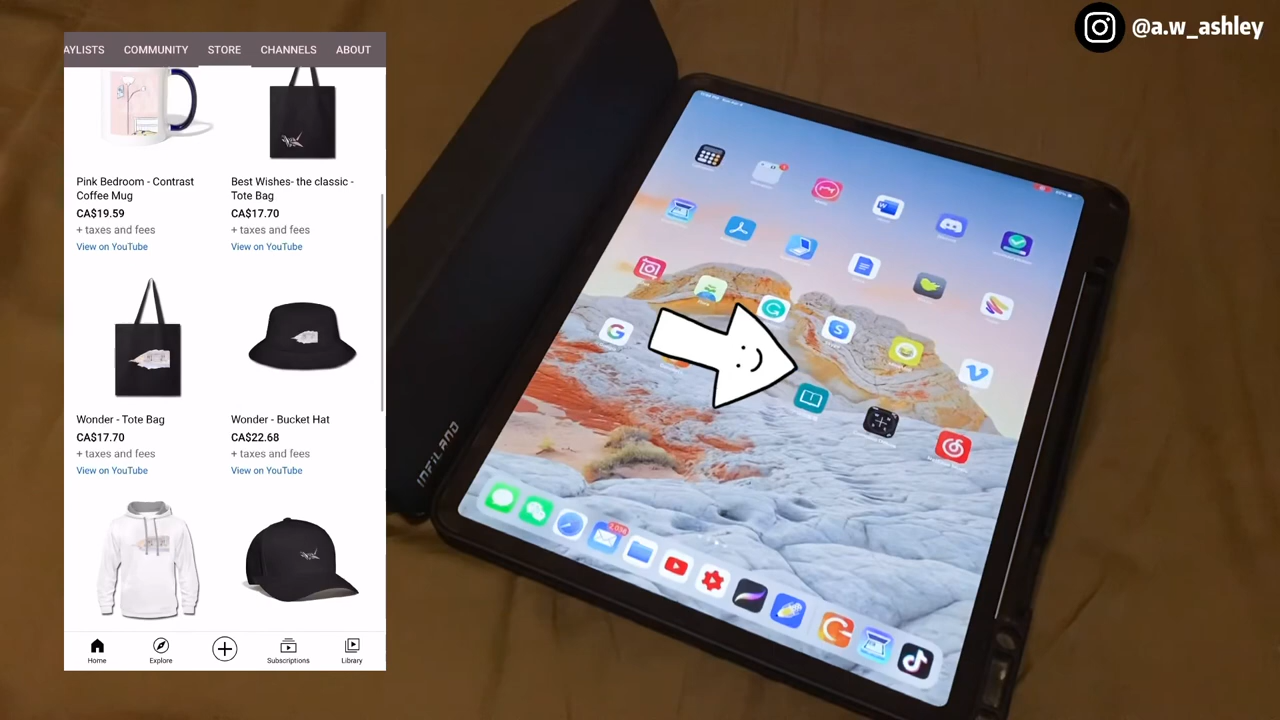 @a.w_ashley
AYLISTS COMMUNITY STORE CHANNELS ABOUT
Pink Bedroom - Contrast
Coffee Mug
CA$19.59
+ taxes and fees
View on YouTube
Best Wishes- the classic -
Tote Bag
CA$17.70
+ taxes and fees
View on YouTube
Wonder - Tote Bag
CA$17.70
+ taxes and fees
View on YouTube
Wonder - Bucket Hat
CA$22.68
+ taxes and fees
View on YouTube
Home Explore Subscriptions Library
INFILAND
2,036